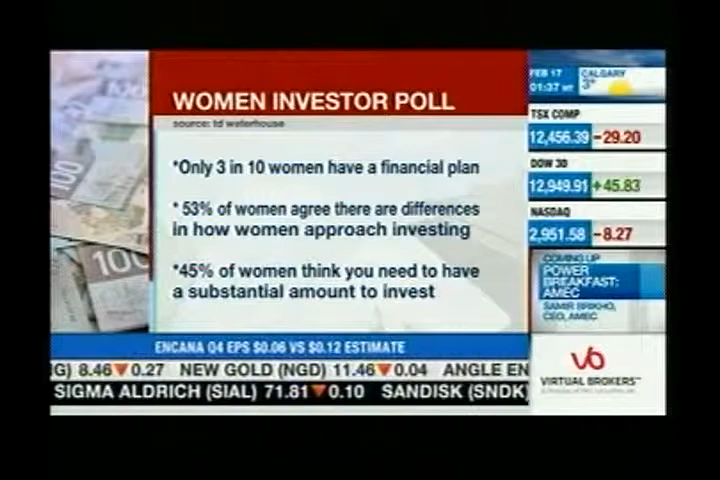 WOMEN INVESTOR POLL
source: td waterhouse
*Only 3 in 10 women have a financial plan
* 53% of women agree there are differences
in how women approach investing
*45% of women think you need to have
a substantial amount to invest
FEB 17
01:37 MT
CALGARY
3°
TSX COMP
12,456.39 -29.20
DOW 30
12,949.91 +45.83
NASDAQ
2,951.58 -8.27
COMING UP
POWER
BREAKFAST:
AMEC
SAMIR BRIKHO,
CEO, AMEC
ENCANA Q4 EPS $0.06 VS $0.12 ESTIMATE
G) 8.46▼0.27 NEW GOLD (NGD) 11.46▼0.04 ANGLE EN
SIGMA ALDRICH (SIAL) 71.81▼0.10 SANDISK (SNDK)
VIRTUAL BROKERS™
100
100